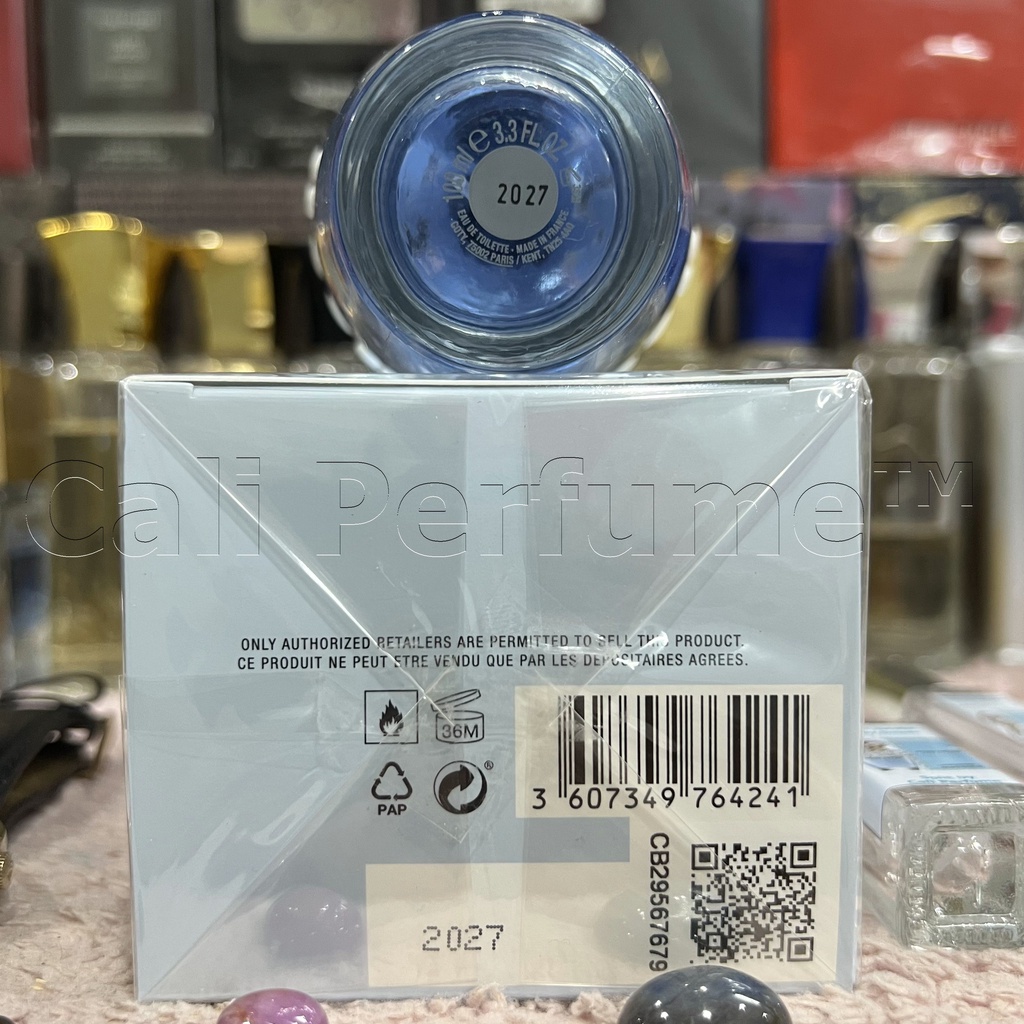 100 ml e 3.3 FL. OZ.
2027
EAU DE TOILETTE · MADE IN FRANCE
COTY, 75002 PARIS / KENT, TN25 4AQ
Cali Perfume™
ONLY AUTHORIZED RETAILERS ARE PERMITTED TO SELL THIS PRODUCT.
CE PRODUIT NE PEUT ETRE VENDU QUE PAR LES DEPOSITAIRES AGREES.
36M
PAP
®
3 607349 764241
CB29567679
2027